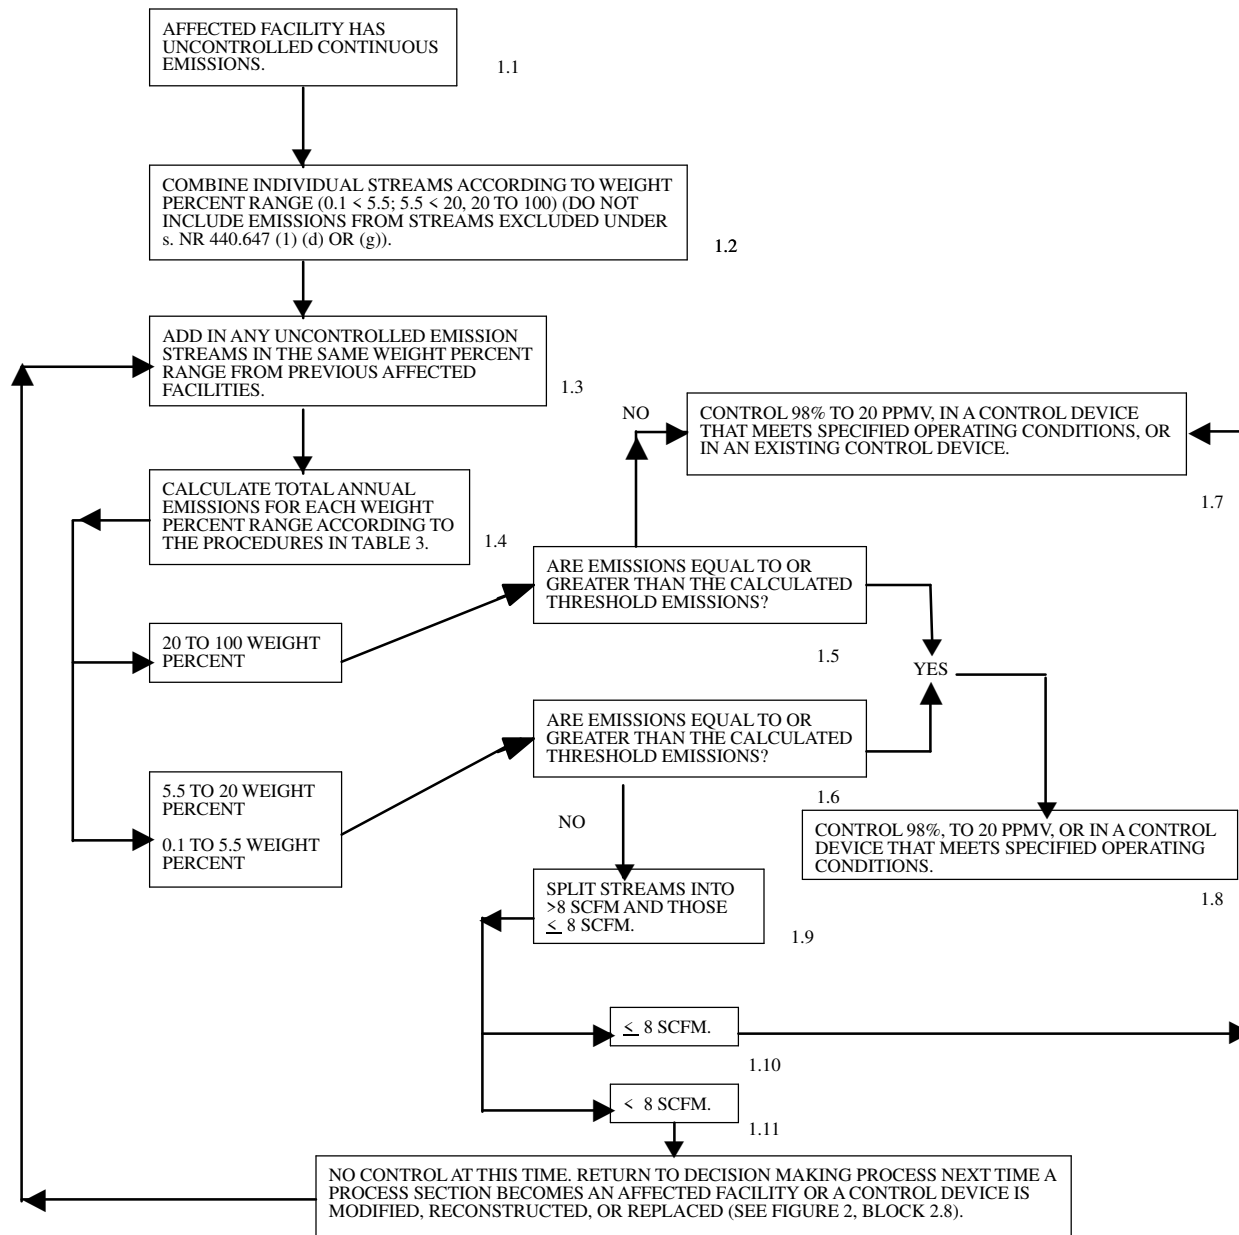 AFFECTED FACILITY HAS
UNCONTROLLED CONTINUOUS
EMISSIONS.
1.1
COMBINE INDIVIDUAL STREAMS ACCORDING TO WEIGHT
PERCENT RANGE (0.1 < 5.5; 5.5 < 20, 20 TO 100) (DO NOT
INCLUDE EMISSIONS FROM STREAMS EXCLUDED UNDER
s. NR 440.647 (1) (d) OR (g)).
1.2
ADD IN ANY UNCONTROLLED EMISSION
STREAMS IN THE SAME WEIGHT PERCENT
RANGE FROM PREVIOUS AFFECTED
FACILITIES.
1.3
NO
CONTROL 98% TO 20 PPMV, IN A CONTROL DEVICE
THAT MEETS SPECIFIED OPERATING CONDITIONS, OR
IN AN EXISTING CONTROL DEVICE.
1.7
CALCULATE TOTAL ANNUAL
EMISSIONS FOR EACH WEIGHT
PERCENT RANGE ACCORDING TO
THE PROCEDURES IN TABLE 3.
1.4
ARE EMISSIONS EQUAL TO OR
GREATER THAN THE CALCULATED
THRESHOLD EMISSIONS?
1.5
20 TO 100 WEIGHT
PERCENT
YES
ARE EMISSIONS EQUAL TO OR
GREATER THAN THE CALCULATED
THRESHOLD EMISSIONS?
1.6
5.5 TO 20 WEIGHT
PERCENT
0.1 TO 5.5 WEIGHT
PERCENT
NO
CONTROL 98%, TO 20 PPMV, OR IN A CONTROL
DEVICE THAT MEETS SPECIFIED OPERATING
CONDITIONS.
1.8
SPLIT STREAMS INTO
>8 SCFM AND THOSE
≤ 8 SCFM.
1.9
≤ 8 SCFM.
1.10
< 8 SCFM.
1.11
NO CONTROL AT THIS TIME. RETURN TO DECISION MAKING PROCESS NEXT TIME A
PROCESS SECTION BECOMES AN AFFECTED FACILITY OR A CONTROL DEVICE IS
MODIFIED, RECONSTRUCTED, OR REPLACED (SEE FIGURE 2, BLOCK 2.8).